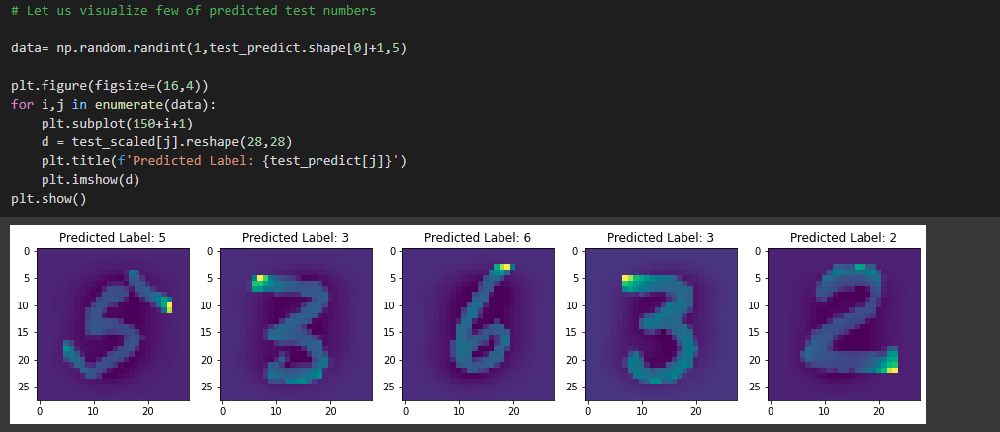 # Let us visualize few of predicted test numbers
data= np.random.randint(1,test_predict.shape[0]+1,5)
plt.figure(figsize=(16,4))
for i,j in enumerate(data):
    plt.subplot(150+i+1)
    d = test_scaled[j].reshape(28,28)
    plt.title(f'Predicted Label: {test_predict[j]}')
    plt.imshow(d)
plt.show()
Predicted Label: 5
0
5
10
15
20
25
0 10 20
5
Predicted Label: 3
0
5
10
15
20
25
0 10 20
3
Predicted Label: 6
0
5
10
15
20
25
0 10 20
6
Predicted Label: 3
0
5
10
15
20
25
0 10 20
3
Predicted Label: 2
0
5
10
15
20
25
0 10 20
2